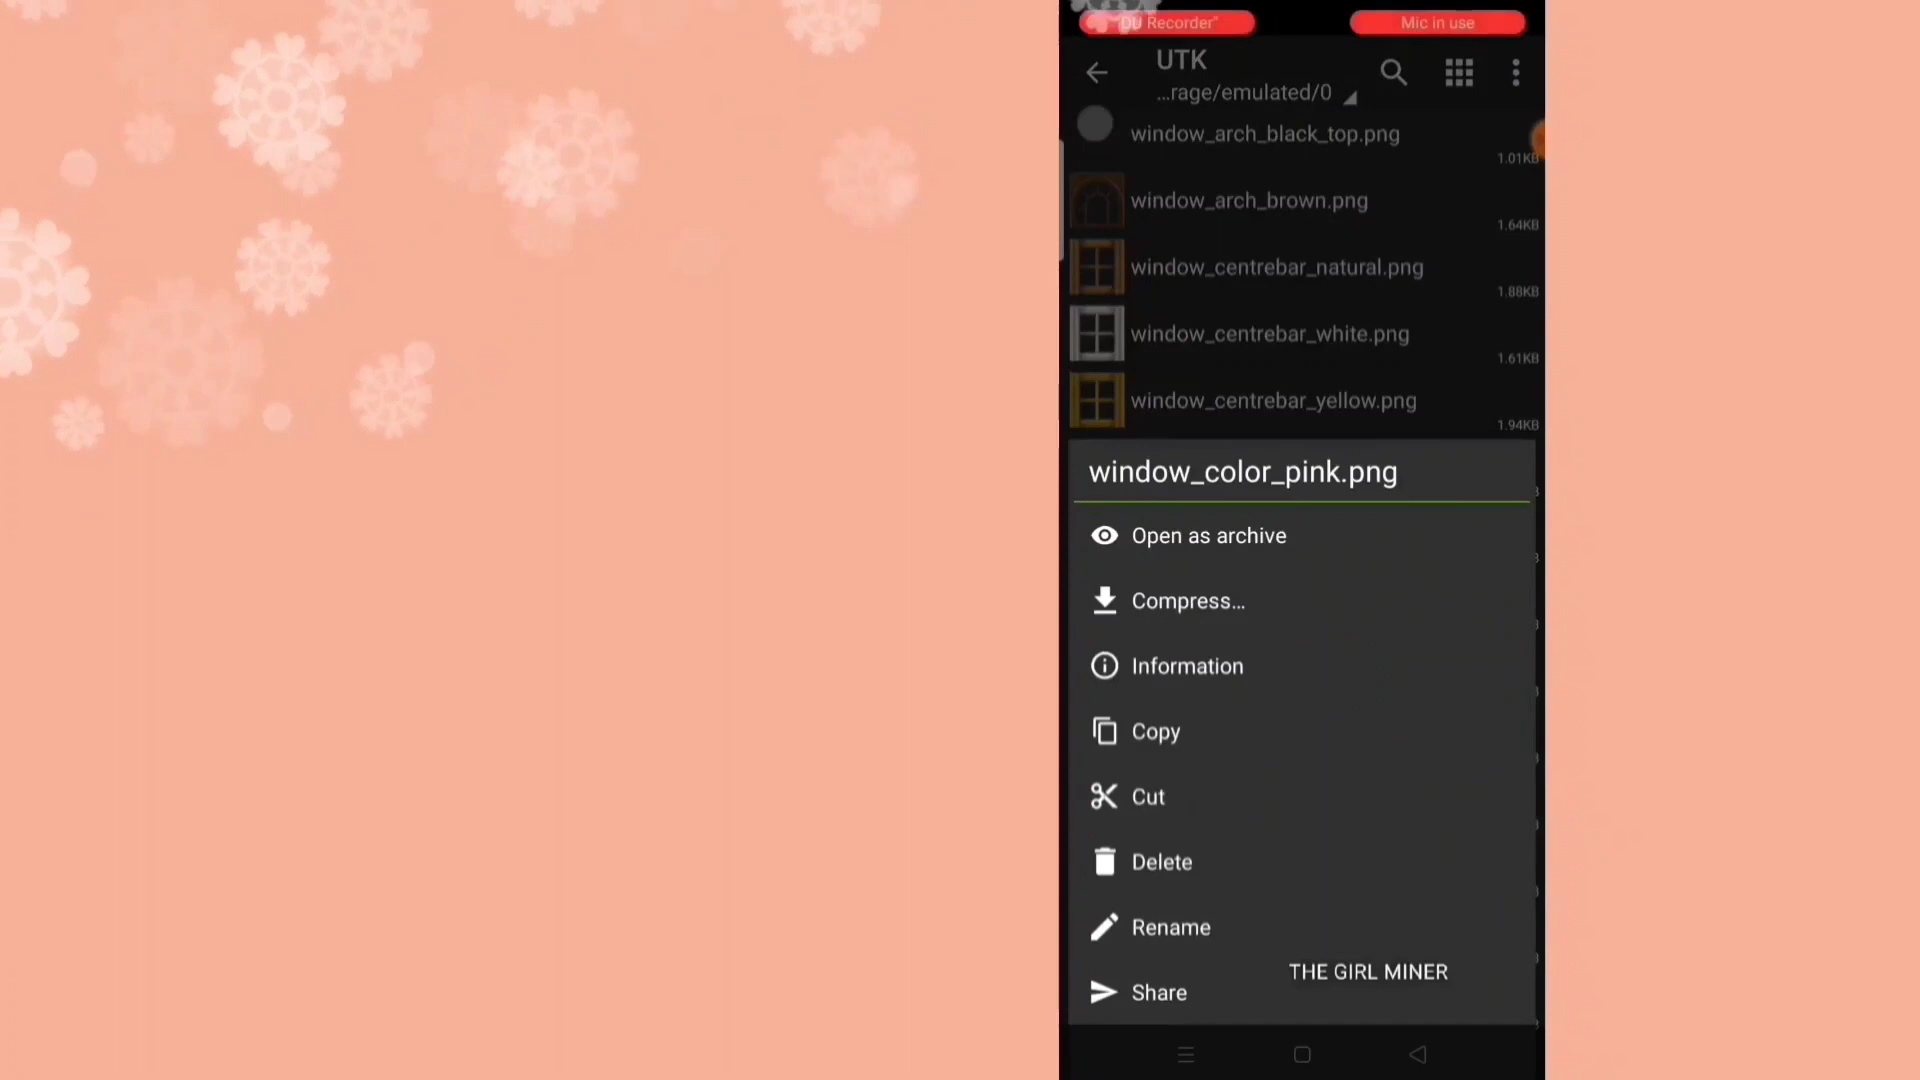 "DU Recorder"
Mic in use
UTK
...rage/emulated/0
window_arch_black_top.png
1.01KB
window_arch_brown.png
1.64KB
window_centrebar_natural.png
1.88KB
window_centrebar_white.png
1.61KB
window_centrebar_yellow.png
1.94KB
window_color_pink.png
Open as archive
Compress...
Information
Copy
Cut
Delete
Rename
THE GIRL MINER
Share